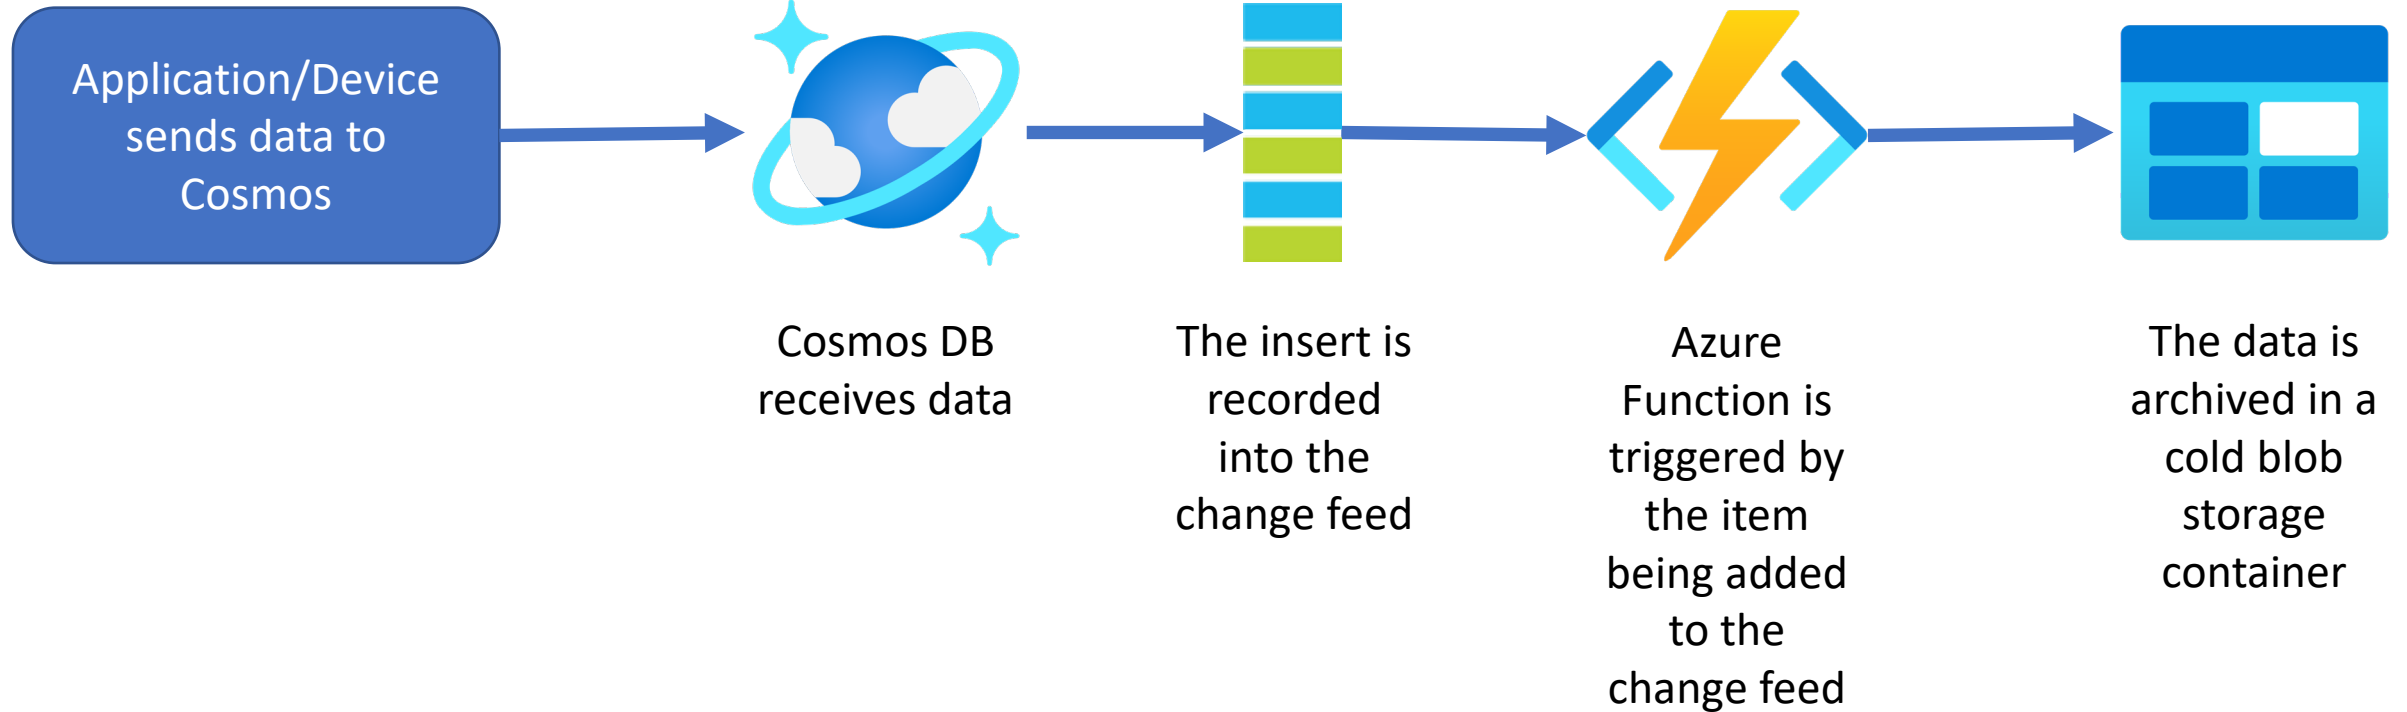 Application/Device
sends data to
Cosmos
Cosmos DB
receives data
The insert is
recorded
into the
change feed
Azure
Function is
triggered by
the item
being added
to the
change feed
The data is
archived in a
cold blob
storage
container